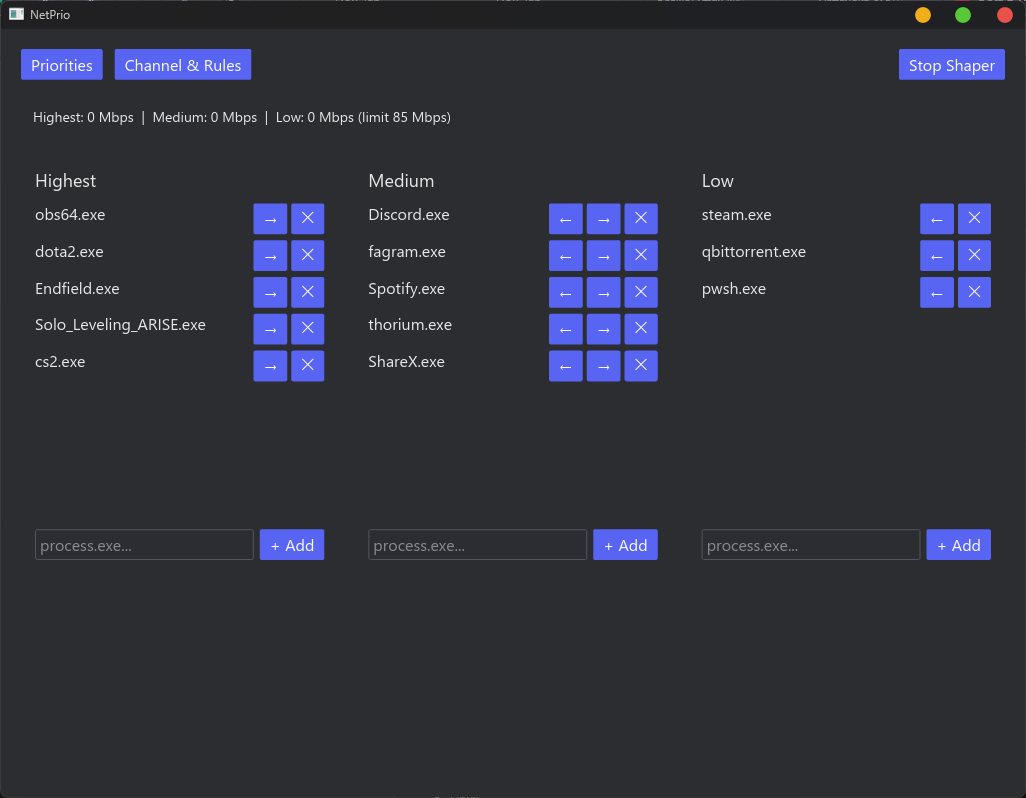 NetPrio
Priorities Channel & Rules Stop Shaper
Highest: 0 Mbps | Medium: 0 Mbps | Low: 0 Mbps (limit 85 Mbps)
Highest Medium Low
obs64.exe → ✕ Discord.exe ← → ✕ steam.exe ← ✕
dota2.exe → ✕ fagram.exe ← → ✕ qbittorrent.exe ← ✕
Endfield.exe → ✕ Spotify.exe ← → ✕ pwsh.exe ← ✕
Solo_Leveling_ARISE.exe → ✕ thorium.exe ← → ✕
cs2.exe → ✕ ShareX.exe ← → ✕
process.exe... + Add process.exe... + Add process.exe... + Add